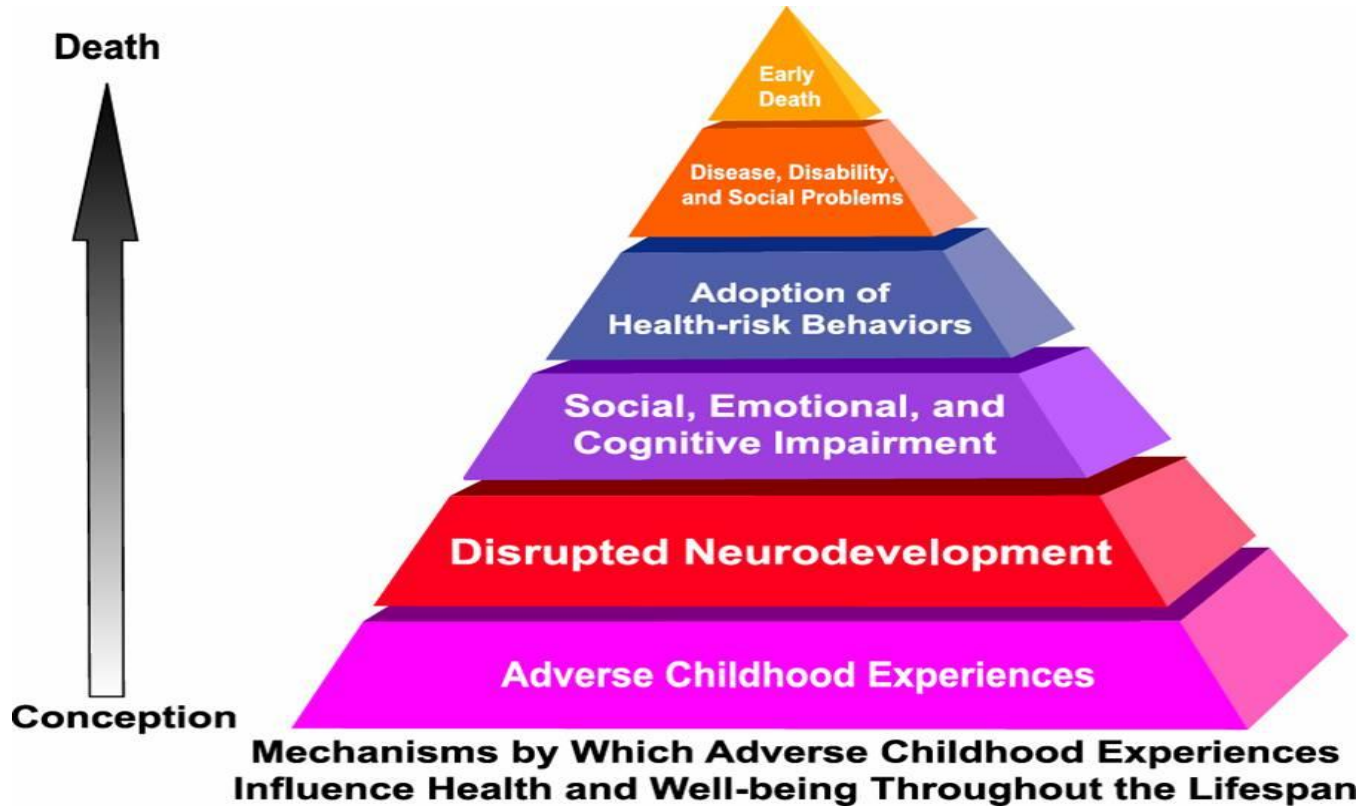 Death
Early
Death
Disease, Disability,
and Social Problems
Adoption of
Health-risk Behaviors
Social, Emotional, and
Cognitive Impairment
Disrupted Neurodevelopment
Adverse Childhood Experiences
Conception
Mechanisms by Which Adverse Childhood Experiences
Influence Health and Well-being Throughout the Lifespan